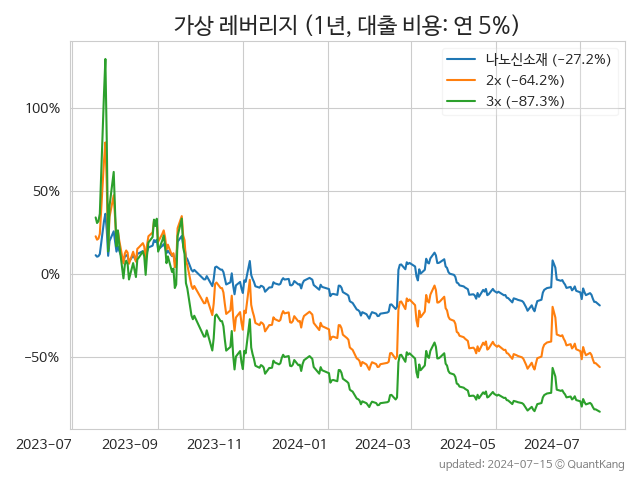 가상 레버리지 (1년, 대출 비용: 연 5%)
나노신소재 (-27.2%)
2x (-64.2%)
3x (-87.3%)
100%
50%
0%
-50%
2023-07 2023-09 2023-11 2024-01 2024-03 2024-05 2024-07
updated: 2024-07-15 © QuantKang